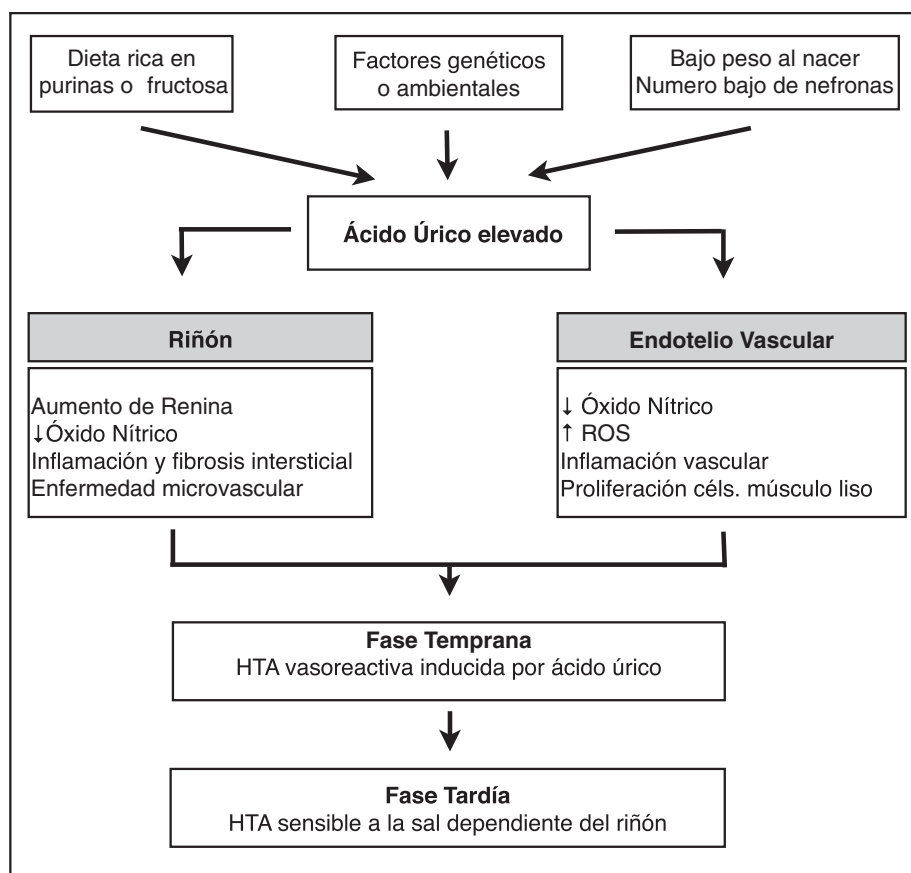 Dieta rica en
purinas o  fructosa
Factores genéticos
o ambientales
Bajo peso al nacer
Numero bajo de nefronas
Ácido Úrico elevado
Riñón
Aumento de Renina
↓Óxido Nítrico
Inflamación y fibrosis intersticial
Enfermedad microvascular
Endotelio Vascular
↓ Óxido Nítrico
↑ ROS
Inflamación vascular
Proliferación céls. músculo liso
Fase Temprana
HTA vasoreactiva inducida por ácido úrico
Fase Tardía
HTA sensible a la sal dependiente del riñón